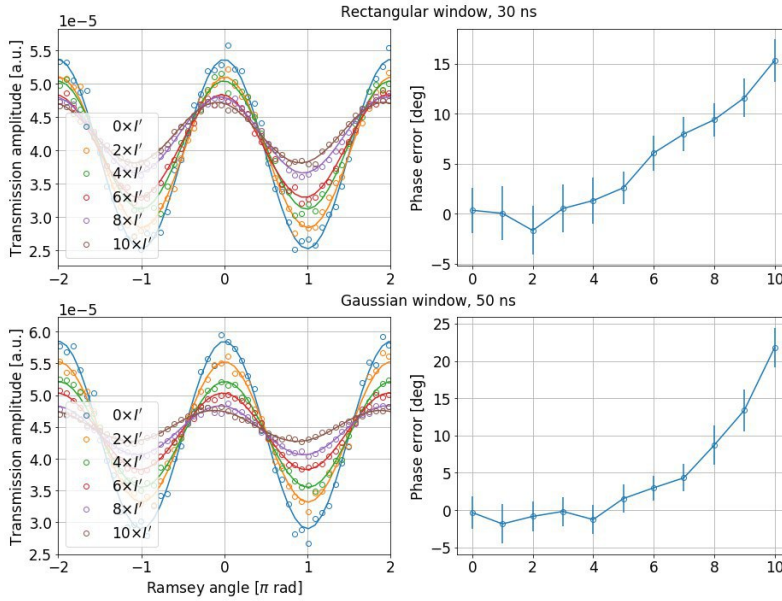 Rectangular window, 30 ns
1e−5
Transmission amplitude [a.u.]
5.5
5.0
4.5
4.0
3.5
3.0
2.5
0×I′
2×I′
4×I′
6×I′
8×I′
10×I′
−2 −1 0 1 2
Phase error [deg]
15
10
5
0
−5
0 2 4 6 8 10
Gaussian window, 50 ns
1e−5
Transmission amplitude [a.u.]
6.0
5.5
5.0
4.5
4.0
3.5
3.0
2.5
0×I′
2×I′
4×I′
6×I′
8×I′
10×I′
−2 −1 0 1 2
Ramsey angle [π rad]
Phase error [deg]
25
20
15
10
5
0
−5
0 2 4 6 8 10